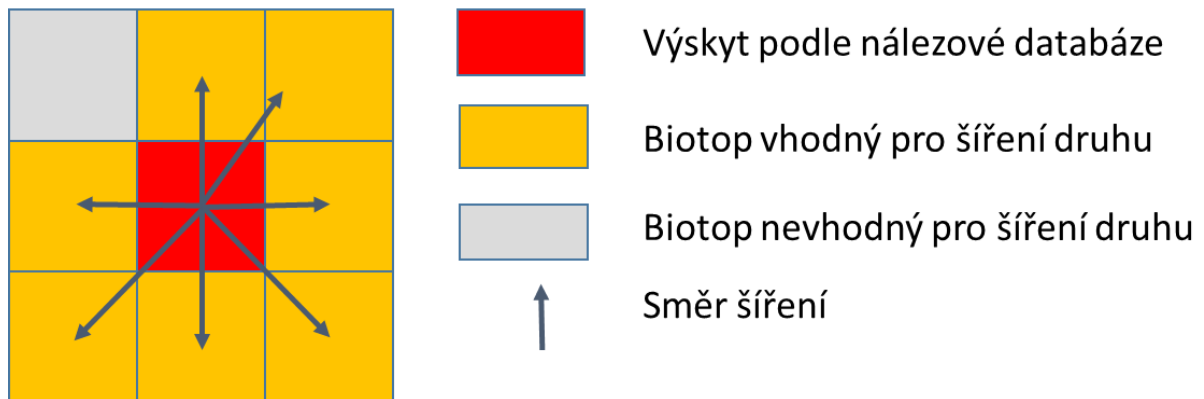 Výskyt podle nálezové databáze
Biotop vhodný pro šíření druhu
Biotop nevhodný pro šíření druhu
Směr šíření